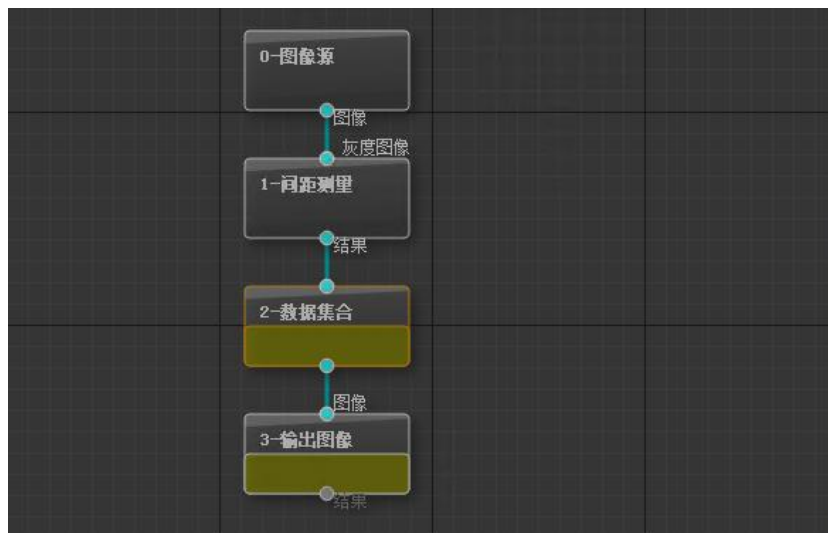 0-图像源
图像
灰度图像
1-间距测量
结果
2-数据集合
图像
3-输出图像
结果